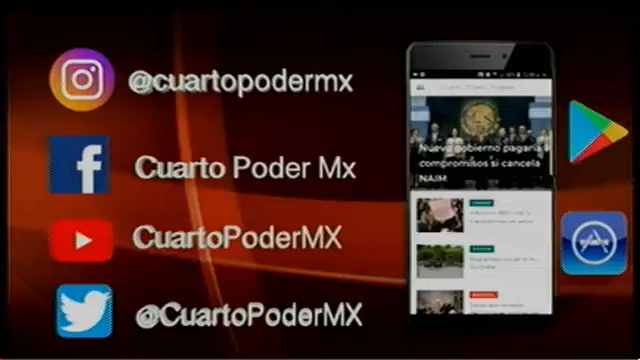 @cuartopodermx
Cuarto Poder Mx
CuartoPoderMX
@CuartoPoderMX
Nuevo gobierno pagaría
compromisos si cancela
NAIM